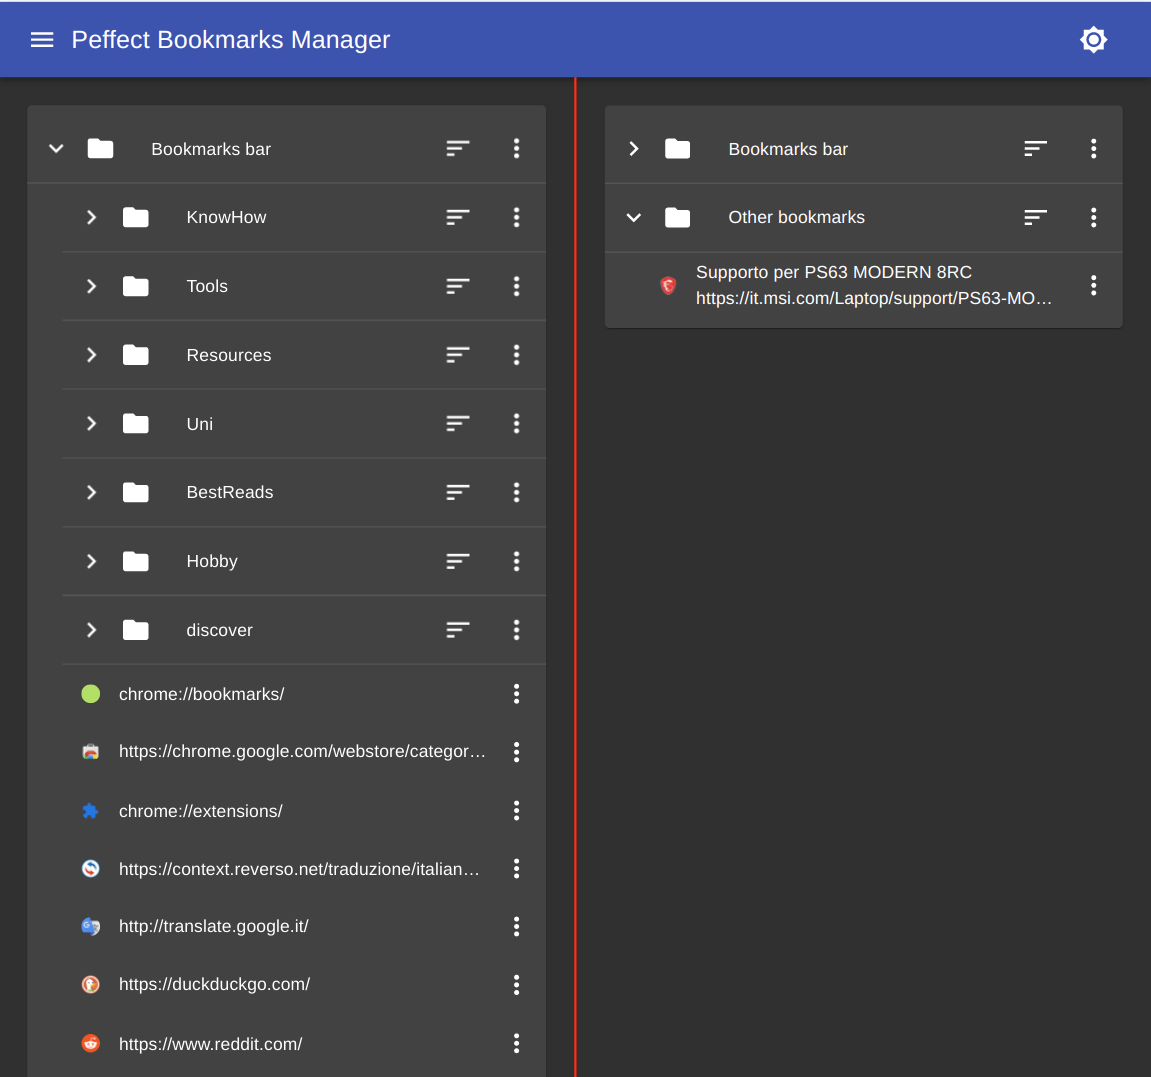 Peffect Bookmarks Manager
Bookmarks bar
KnowHow
Tools
Resources
Uni
BestReads
Hobby
discover
chrome://bookmarks/
https://chrome.google.com/webstore/categor…
chrome://extensions/
https://context.reverso.net/traduzione/italian…
http://translate.google.it/
https://duckduckgo.com/
https://www.reddit.com/
Bookmarks bar
Other bookmarks
Supporto per PS63 MODERN 8RC
https://it.msi.com/Laptop/support/PS63-MO…